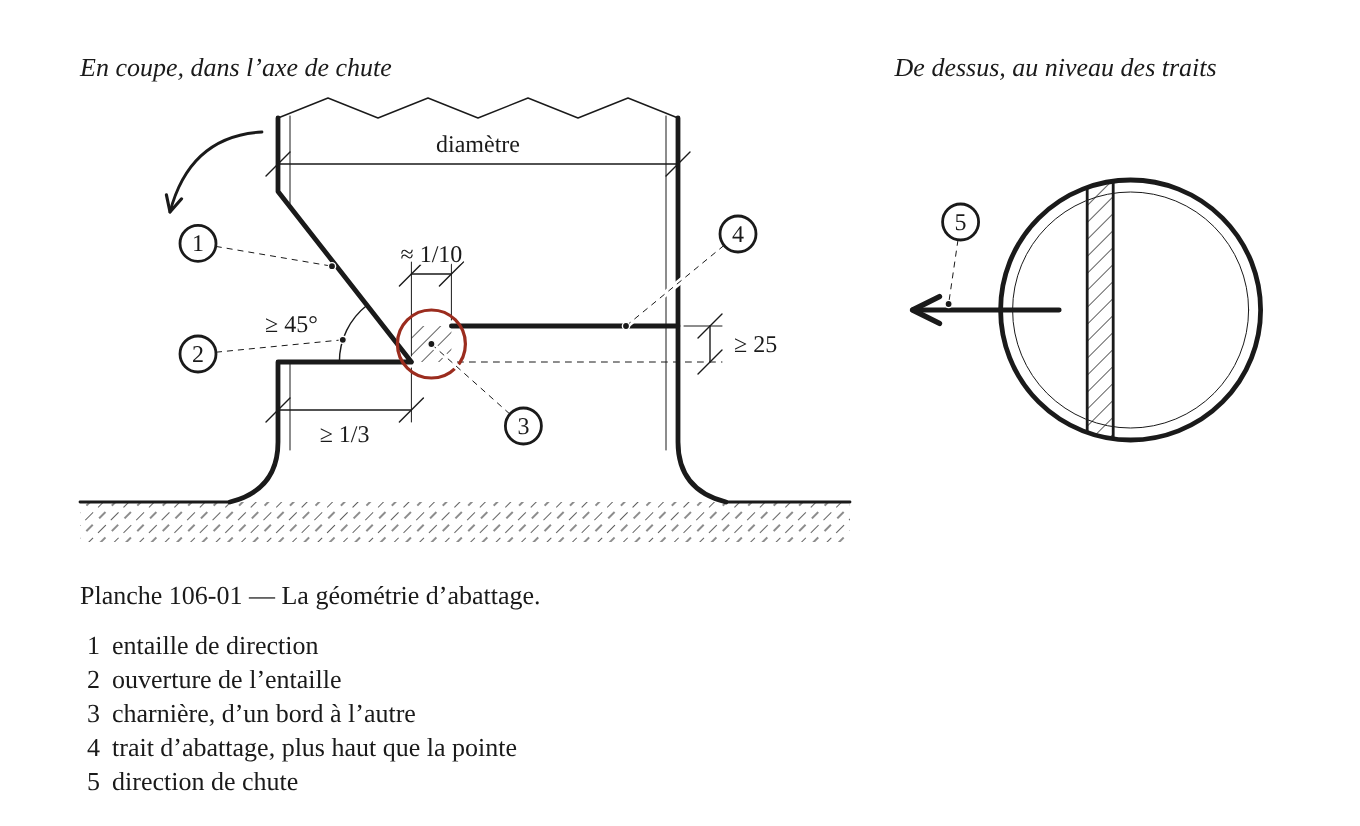 En coupe, dans l’axe de chute
De dessus, au niveau des traits
diamètre
5
1
4
≈ 1/10
≥ 45°
2
≥ 25
≥ 1/3
3
Planche 106-01 — La géométrie d’abattage.
1 entaille de direction
2 ouverture de l’entaille
3 charnière, d’un bord à l’autre
4 trait d’abattage, plus haut que la pointe
5 direction de chute